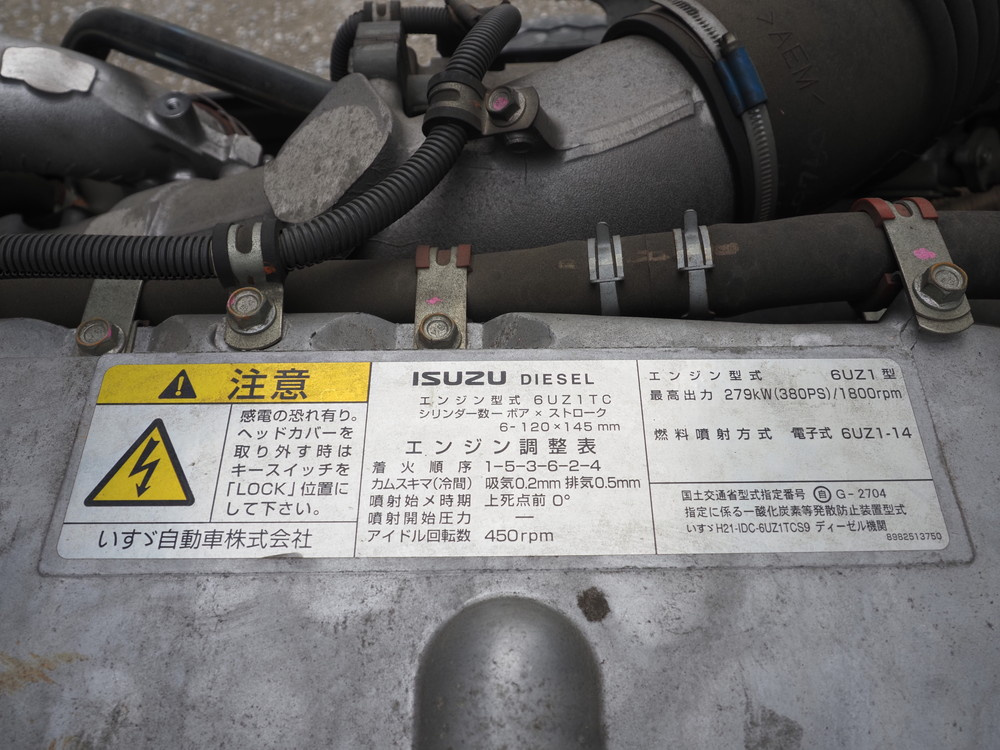 注意
感電の恐れ有り。
ヘッドカバーを
取り外す時は
キースイッチを
「LOCK」位置に
して下さい。
いすゞ自動車株式会社
ISUZU DIESEL
エンジン型式 6UZ1TC
シリンダー数ー ボア × ストローク
6-120×145 mm
エンジン調整表
着火順序 1-5-3-6-2-4
カムスキマ(冷間) 吸気0.2mm 排気0.5mm
噴射始メ時期 上死点前 0°
噴射開始圧力 ―
アイドル回転数 450rpm
エンジン型式 6UZ1型
最高出力 279kW(380PS)/1800rpm
燃料噴射方式 電子式 6UZ1-14
国土交通省型式指定番号 ㊀自 G-2704
指定に係る一酸化炭素等発散防止装置型式
いすゞH21-IDC-6UZ1TCS9 ディーゼル機関
8982513750